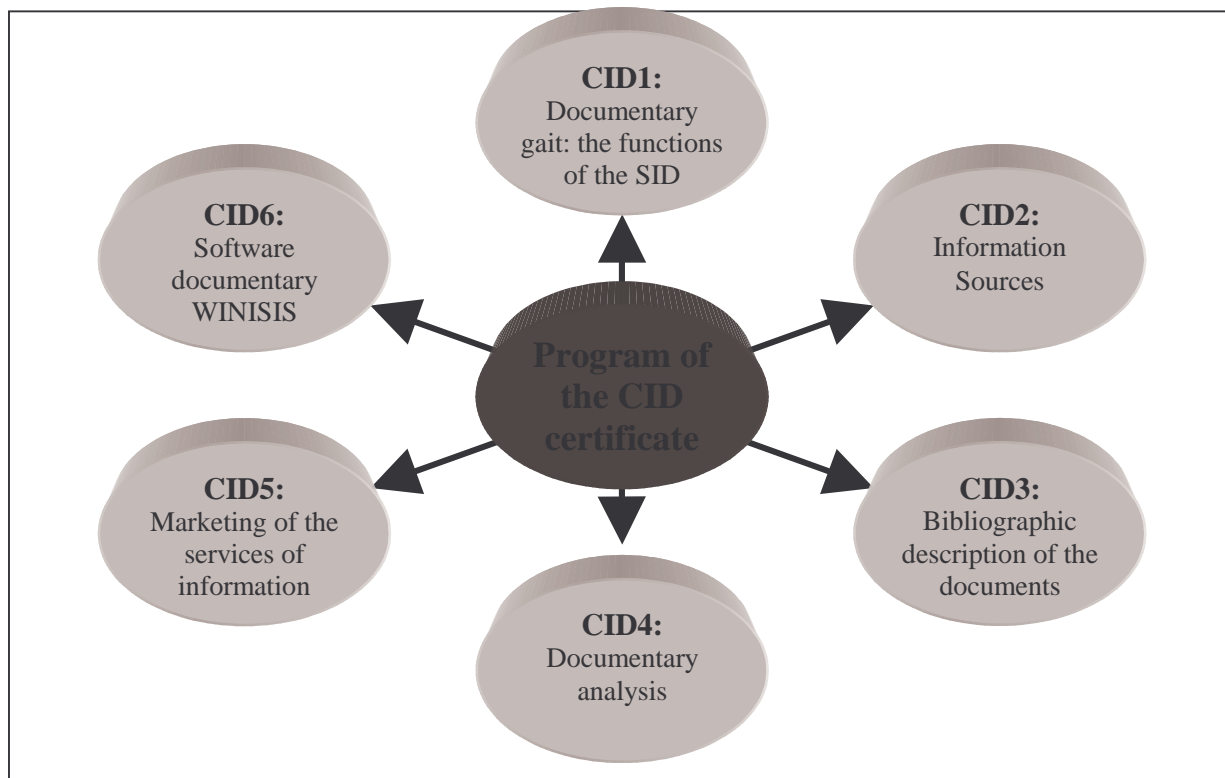 CID1:
Documentary
gait: the functions
of the SID
CID6:
Software
documentary
WINISIS
CID2:
Information
Sources
Program of
the CID
certificate
CID5:
Marketing of the
services of
information
CID3:
Bibliographic
description of the
documents
CID4:
Documentary
analysis